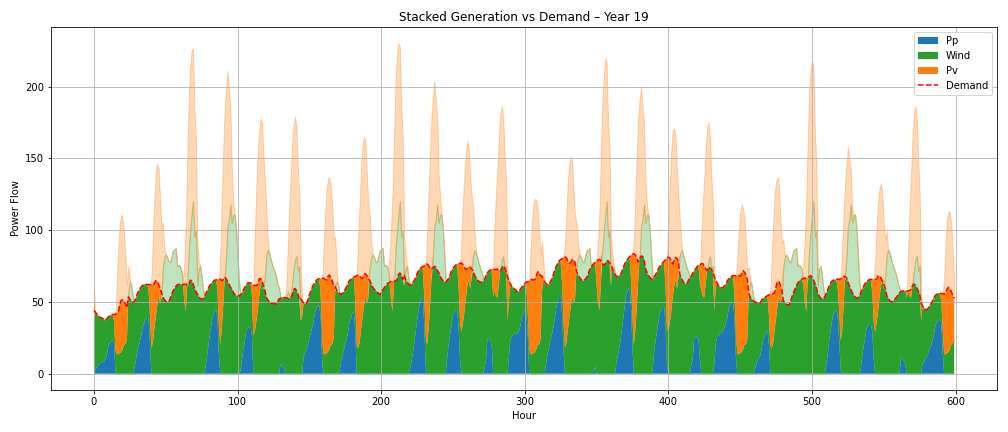 Stacked Generation vs Demand – Year 19
Pp
Wind
Pv
Demand
Power Flow
200
150
100
50
0
0 100 200 300 400 500 600
Hour